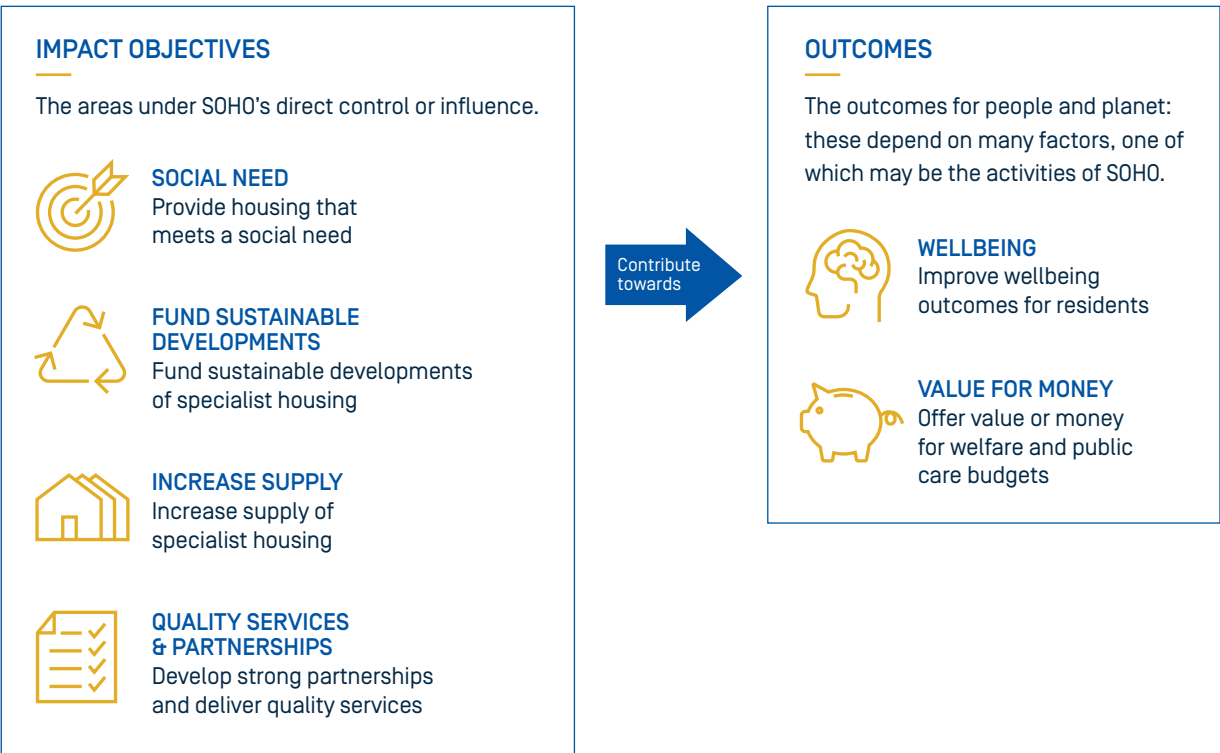 IMPACT OBJECTIVES
The areas under SOHO's direct control or influence.
SOCIAL NEED
Provide housing that
meets a social need
FUND SUSTAINABLE
DEVELOPMENTS
Fund sustainable developments
of specialist housing
INCREASE SUPPLY
Increase supply of
specialist housing
QUALITY SERVICES
& PARTNERSHIPS
Develop strong partnerships
and deliver quality services
Contribute
towards
OUTCOMES
The outcomes for people and planet:
these depend on many factors, one of
which may be the activities of SOHO.
WELLBEING
Improve wellbeing
outcomes for residents
VALUE FOR MONEY
Offer value or money
for welfare and public
care budgets